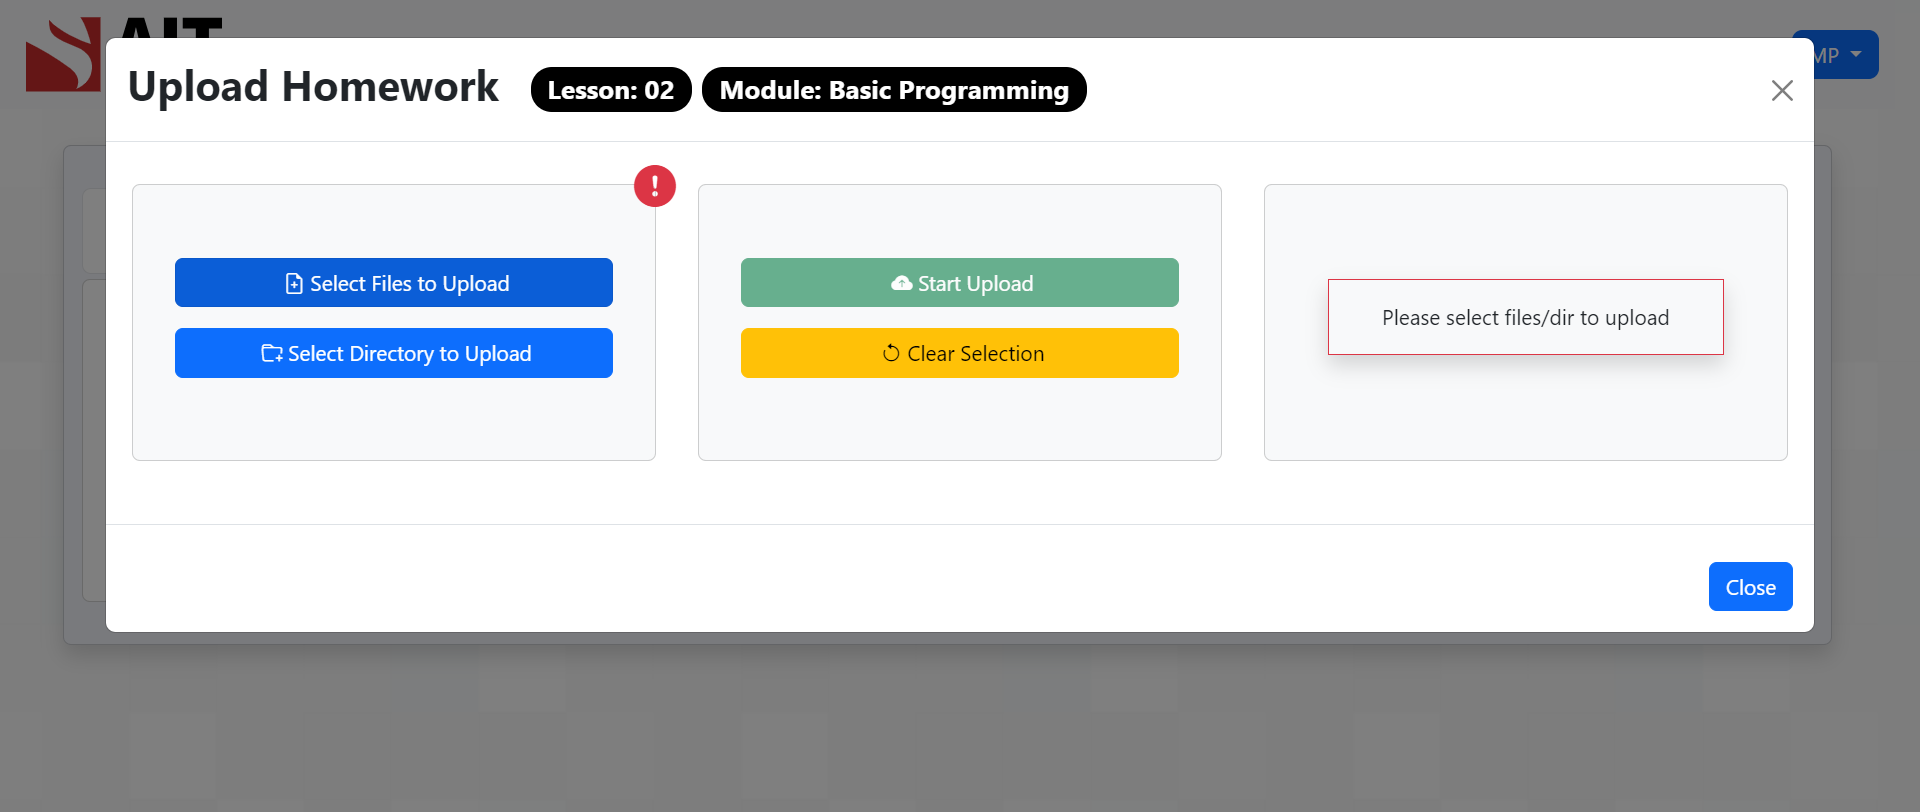 AIT
MP
Upload Homework
Lesson: 02
Module: Basic Programming
Select Files to Upload
Select Directory to Upload
Start Upload
Clear Selection
Please select files/dir to upload
Close